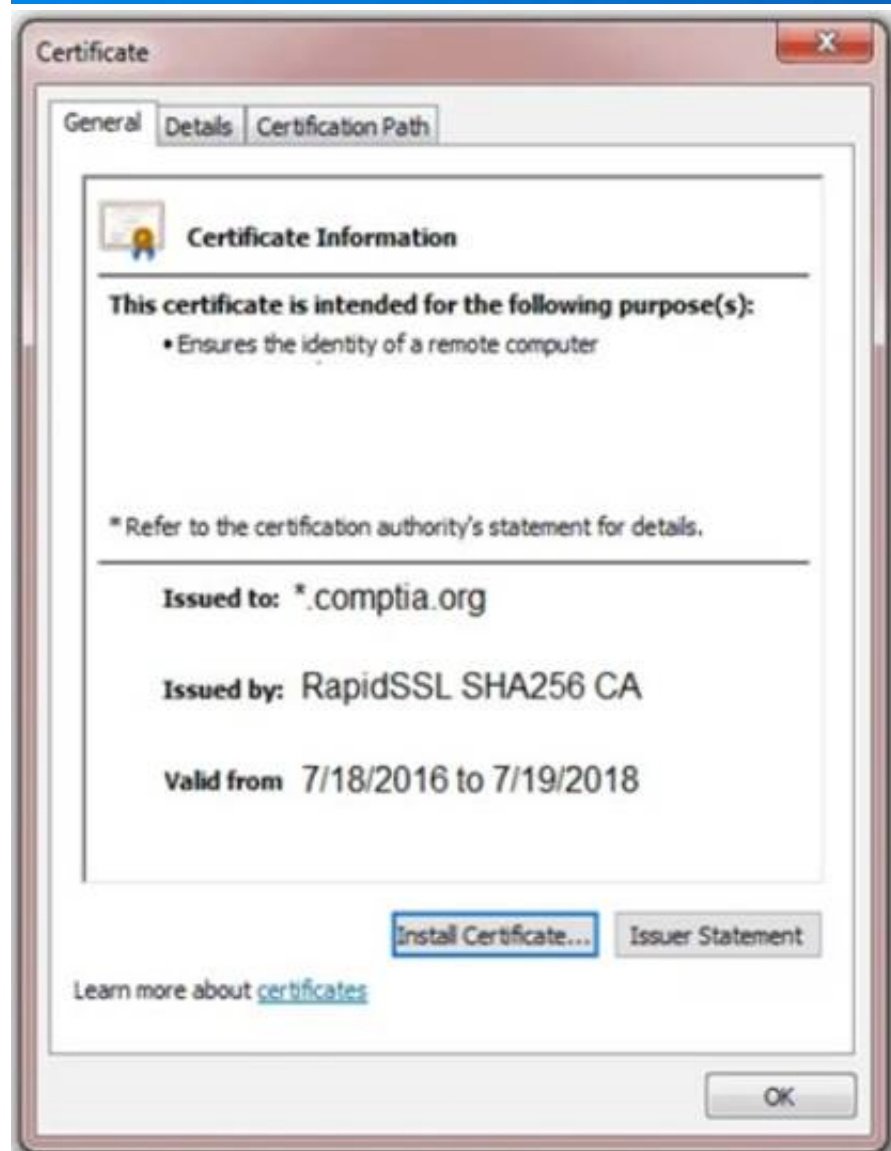 Certificate
General Details Certification Path
Certificate Information
This certificate is intended for the following purpose(s):
• Ensures the identity of a remote computer
* Refer to the certification authority's statement for details.
Issued to: *.comptia.org
Issued by: RapidSSL SHA256 CA
Valid from 7/18/2016 to 7/19/2018
Install Certificate... Issuer Statement
Learn more about certificates
OK